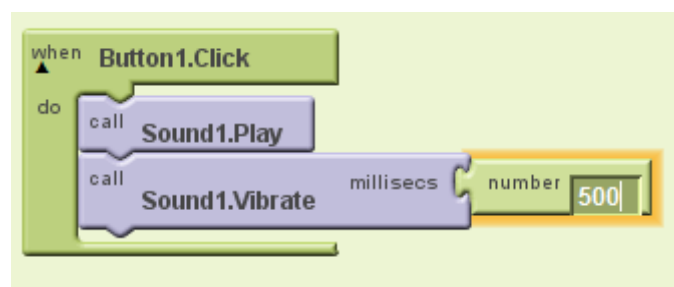 when Button1.Click
do
call Sound1.Play
call Sound1.Vibrate millisecs number 500